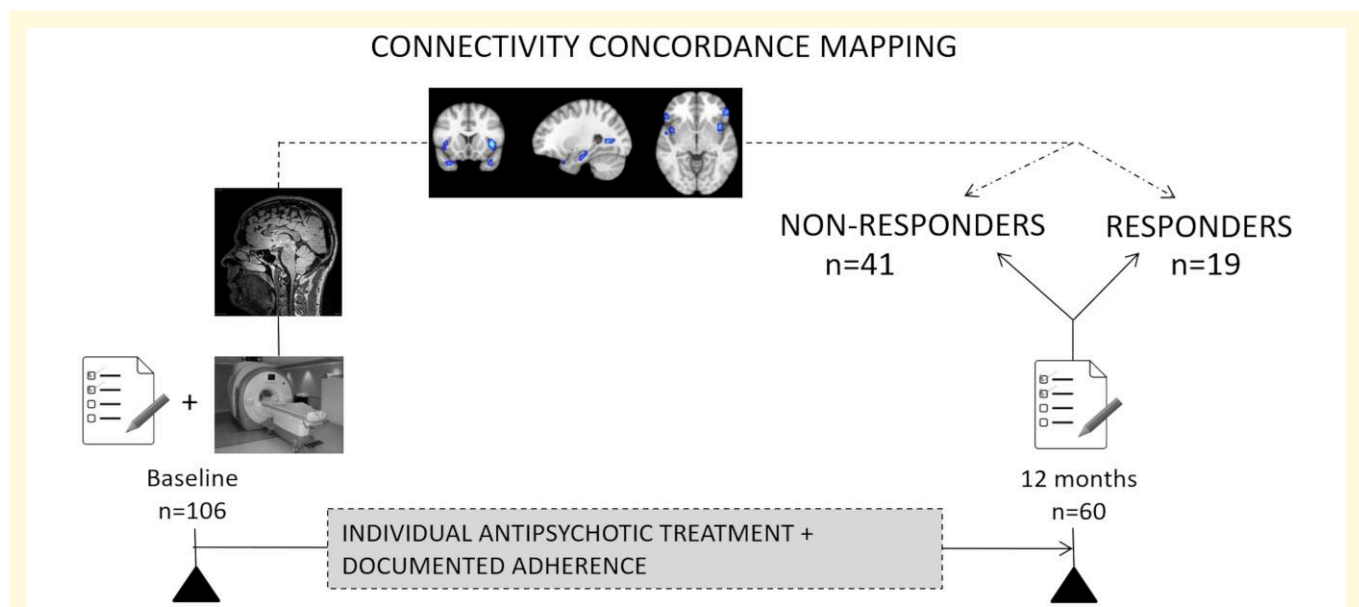 CONNECTIVITY CONCORDANCE MAPPING
NON-RESPONDERS
n=41
RESPONDERS
n=19
+
Baseline
n=106
12 months
n=60
INDIVIDUAL ANTIPSYCHOTIC TREATMENT +
DOCUMENTED ADHERENCE